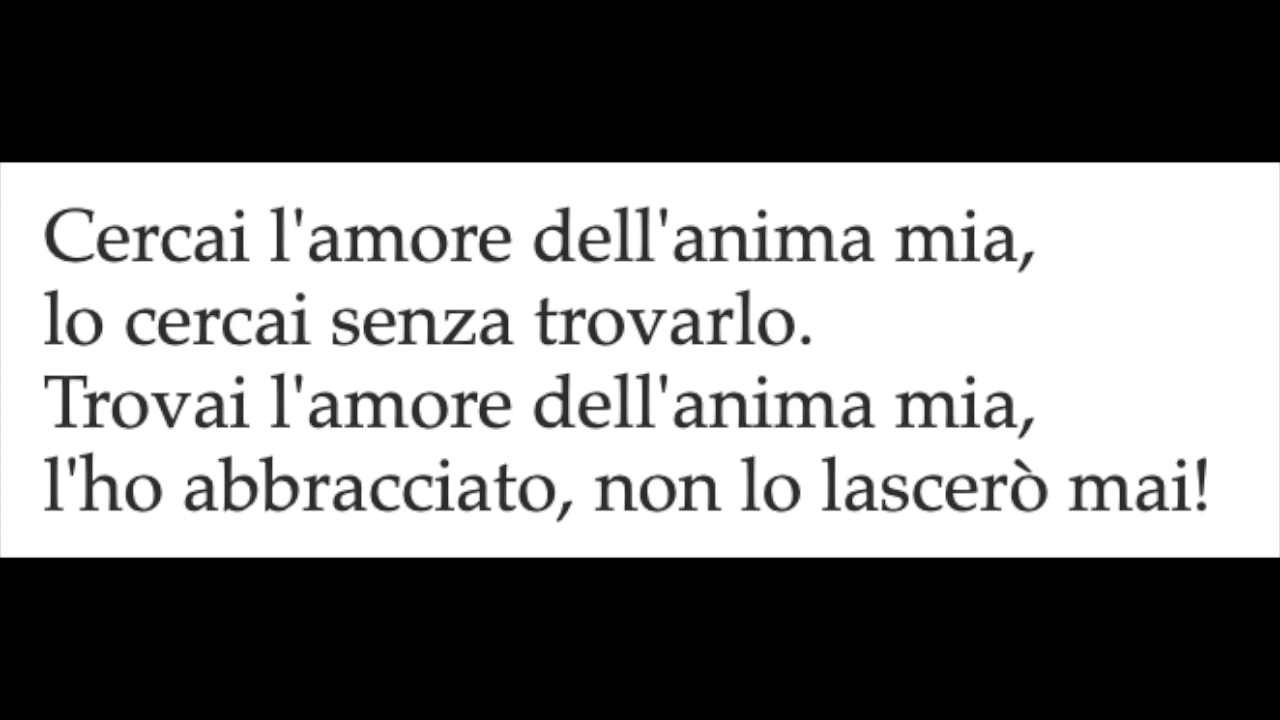 Cercai l'amore dell'anima mia,
lo cercai senza trovarlo.
Trovai l'amore dell'anima mia,
l'ho abbracciato, non lo lascerò mai!